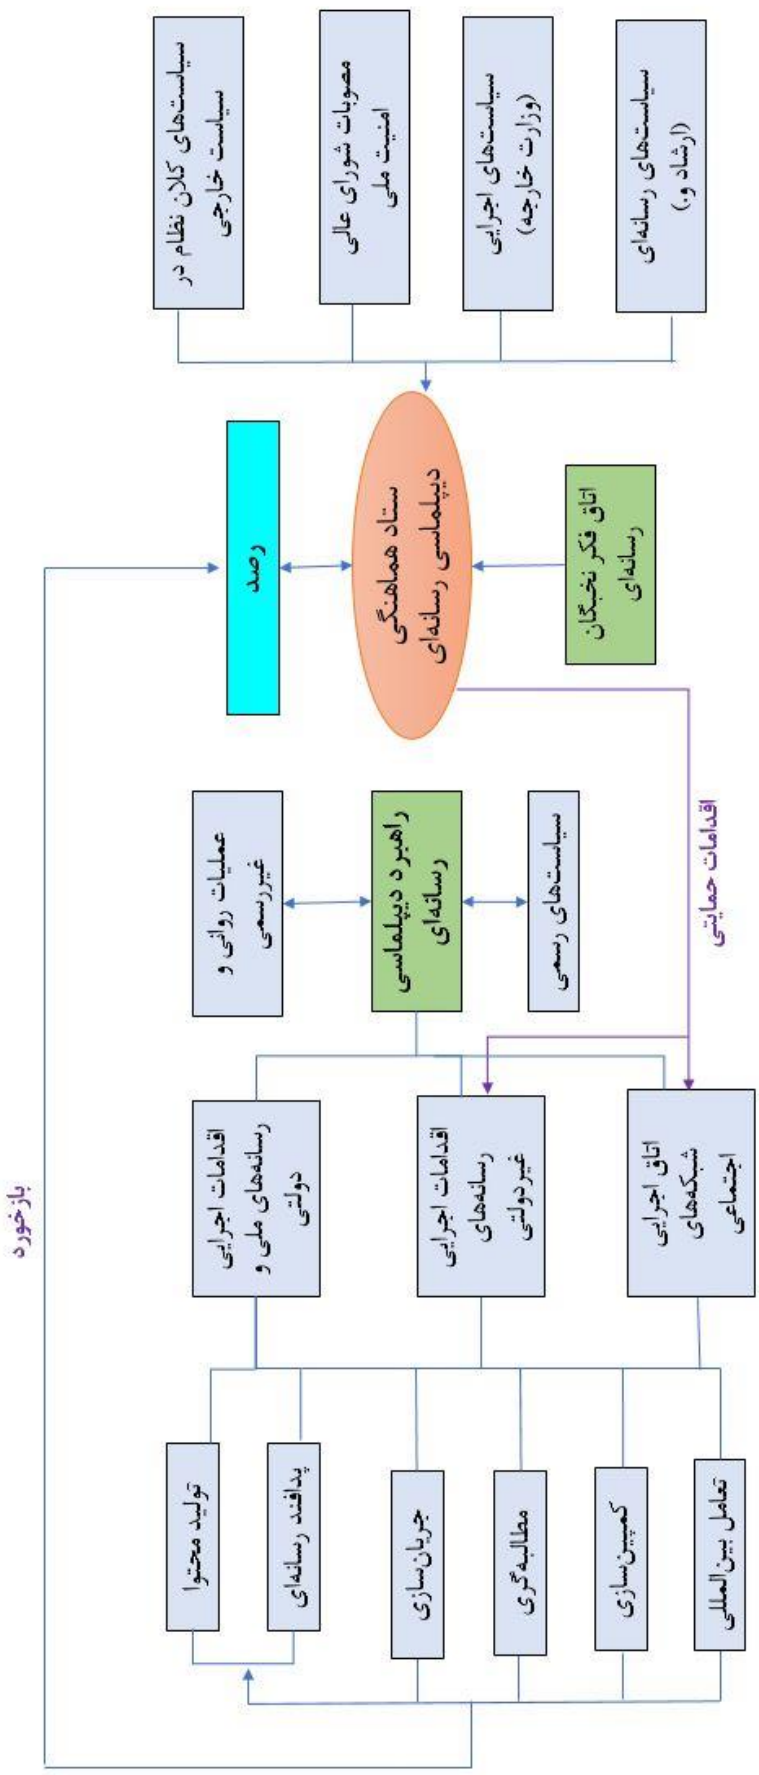 سیاست‌های کلان نظام در
سیاست خارجی
مصوبات شورای عالی
امنیت ملی
سیاست‌های اجرایی
(وزارت خارجه)
سیاست‌های رسانه‌ای
(ارشاد و.)
رصد
ستاد هماهنگی
دیپلماسی رسانه‌ای
اتاق فکر نخبگان
رسانه‌ای
عملیات روانی و
غیررسمی
راهبرد دیپلماسی
رسانه‌ای
سیاست‌های رسمی
اقدامات حمایتی
اقدامات اجرایی
رسانه‌های ملی و
دولتی
اقدامات اجرایی
رسانه‌های
غیردولتی
اتاق اجرایی
شبکه‌های
اجتماعی
بازخورد
تولید محتوا
پدافند رسانه‌ای
جریان‌سازی
مطالبه‌گری
کمپین‌سازی
تعامل بین‌المللی